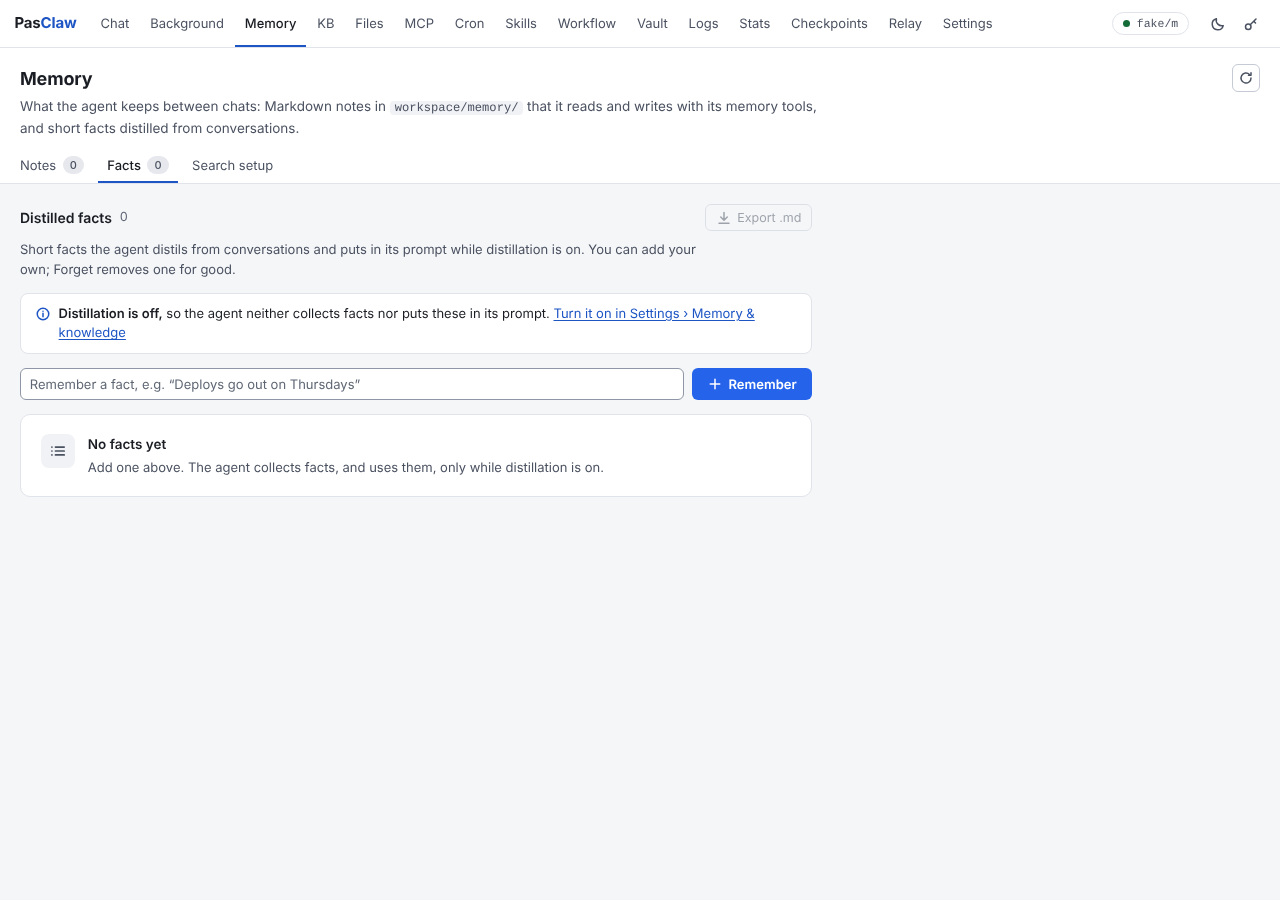 PasClaw Chat Background Memory KB Files MCP Cron Skills Workflow Vault Logs Stats Checkpoints Relay Settings fake/m
Memory
What the agent keeps between chats: Markdown notes in workspace/memory/ that it reads and writes with its memory tools,
and short facts distilled from conversations.
Notes 0 Facts 0 Search setup
Distilled facts 0 Export .md
Short facts the agent distils from conversations and puts in its prompt while distillation is on. You can add your
own; Forget removes one for good.
Distillation is off, so the agent neither collects facts nor puts these in its prompt. Turn it on in Settings › Memory &
knowledge
Remember a fact, e.g. “Deploys go out on Thursdays” Remember
No facts yet
Add one above. The agent collects facts, and uses them, only while distillation is on.